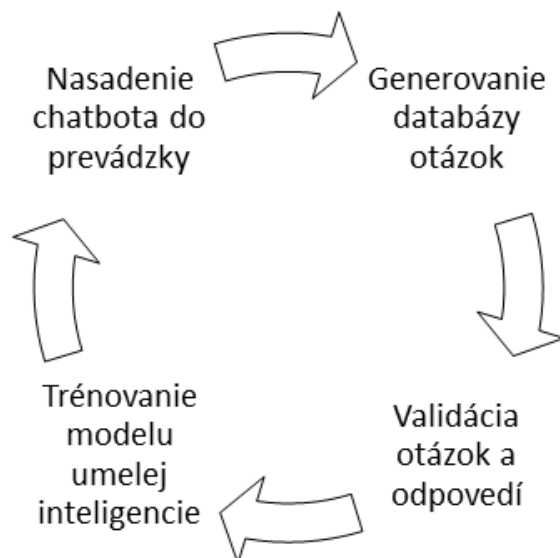 Nasadenie
chatbota do
prevádzky
Generovanie
databázy
otázok
Validácia
otázok a
odpovedí
Trénovanie
modelu
umelej
inteligencie